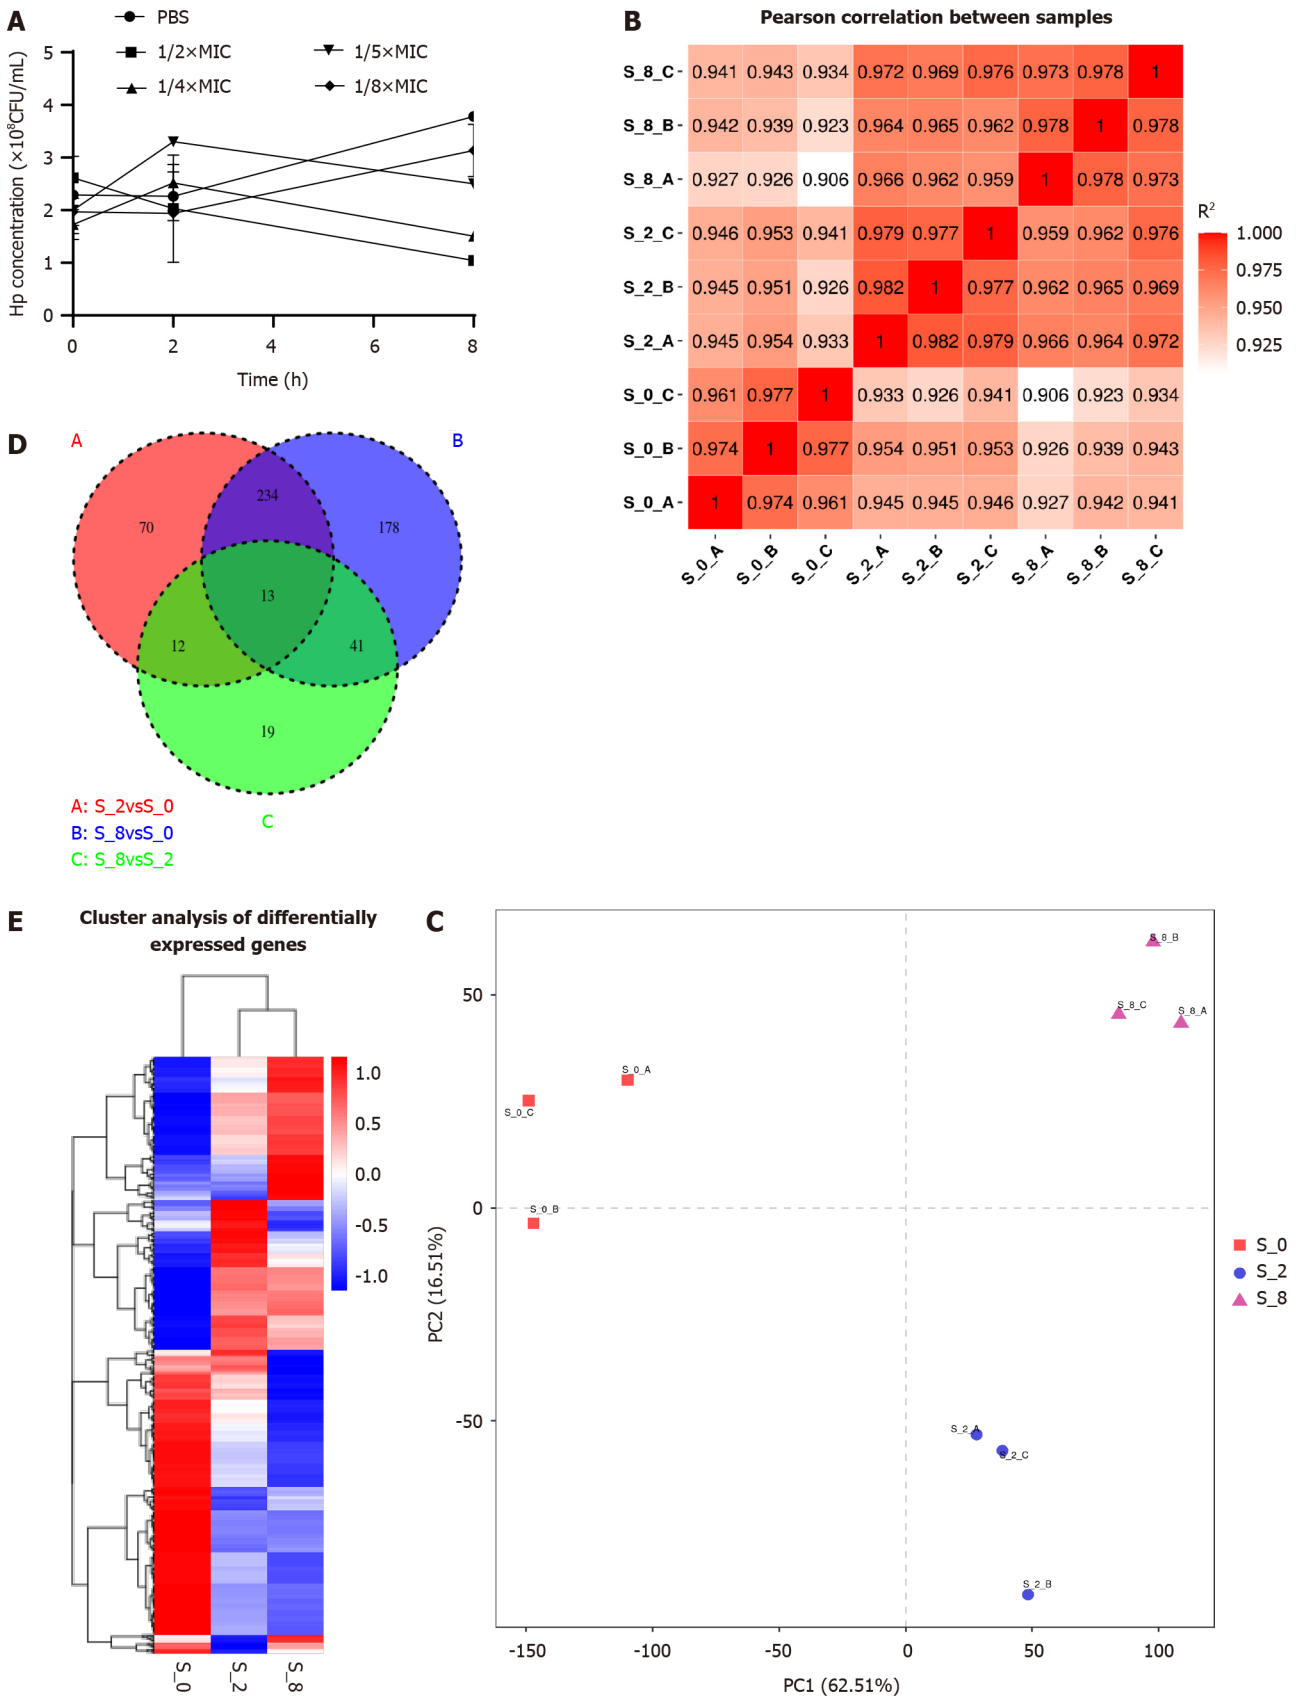 A
PBS
1/2×MIC
1/5×MIC
1/4×MIC
1/8×MIC
Hp concentration (×10⁸CFU/mL)
5
4
3
2
1
0
0 2 4 6 8
Time (h)
B
Pearson correlation between samples
S_8_C 0.941 0.943 0.934 0.972 0.969 0.976 0.973 0.978 1
S_8_B 0.942 0.939 0.923 0.964 0.965 0.962 0.978 1 0.978
S_8_A 0.927 0.926 0.906 0.966 0.962 0.959 1 0.978 0.973
S_2_C 0.946 0.953 0.941 0.979 0.977 1 0.959 0.962 0.976
S_2_B 0.945 0.951 0.926 0.982 1 0.977 0.962 0.965 0.969
S_2_A 0.945 0.954 0.933 1 0.982 0.979 0.966 0.964 0.972
S_0_C 0.961 0.977 1 0.933 0.926 0.941 0.906 0.923 0.934
S_0_B 0.974 1 0.977 0.954 0.951 0.953 0.926 0.939 0.943
S_0_A 1 0.974 0.961 0.945 0.945 0.946 0.927 0.942 0.941
S_0_A S_0_B S_0_C S_2_A S_2_B S_2_C S_8_A S_8_B S_8_C
R²
1.000
0.975
0.950
0.925
D
A
B
234
70
178
13
12
41
19
C
A: S_2vsS_0
B: S_8vsS_0
C: S_8vsS_2
E
Cluster analysis of differentially
expressed genes
1.0
0.5
0.0
-0.5
-1.0
S_0 S_2 S_8
C
PC2 (16.51%)
50
0
-50
S_8_B
S_8_C
S_8_A
S_0_A
S_0_C
S_0_B
S_2_A
S_2_C
S_2_B
S_0
S_2
S_8
-150 -100 -50 0 50 100
PC1 (62.51%)